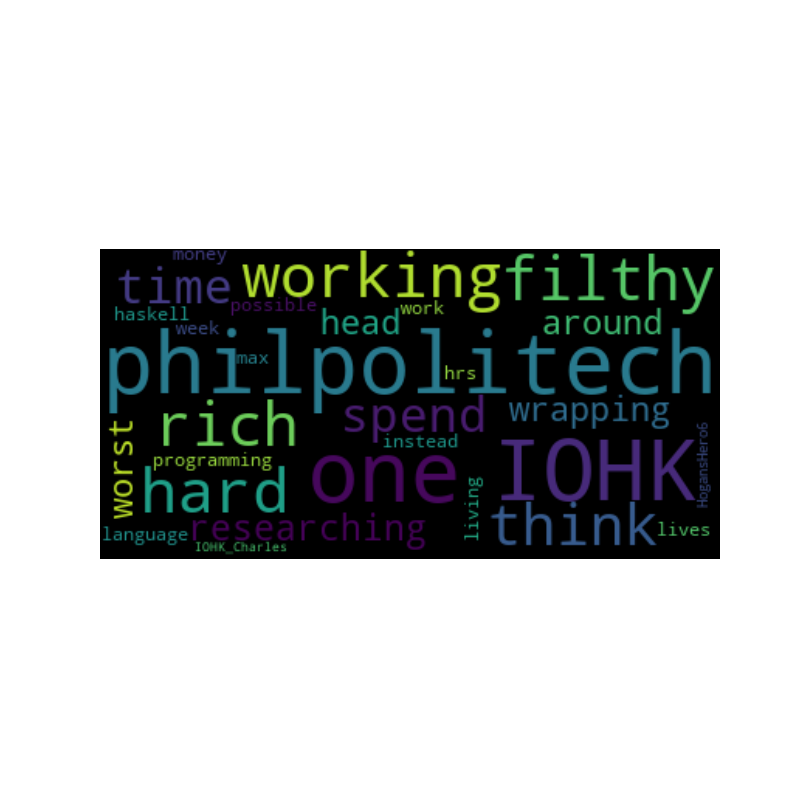 money
time
working
filthy
possible
haskell
work
week
head
around
philpolitech
max
hrs
rich
spend
wrapping
worst
instead
programming
one
IOHK
HogansHero6
hard
living
language
researching
think
lives
IOHK_Charles